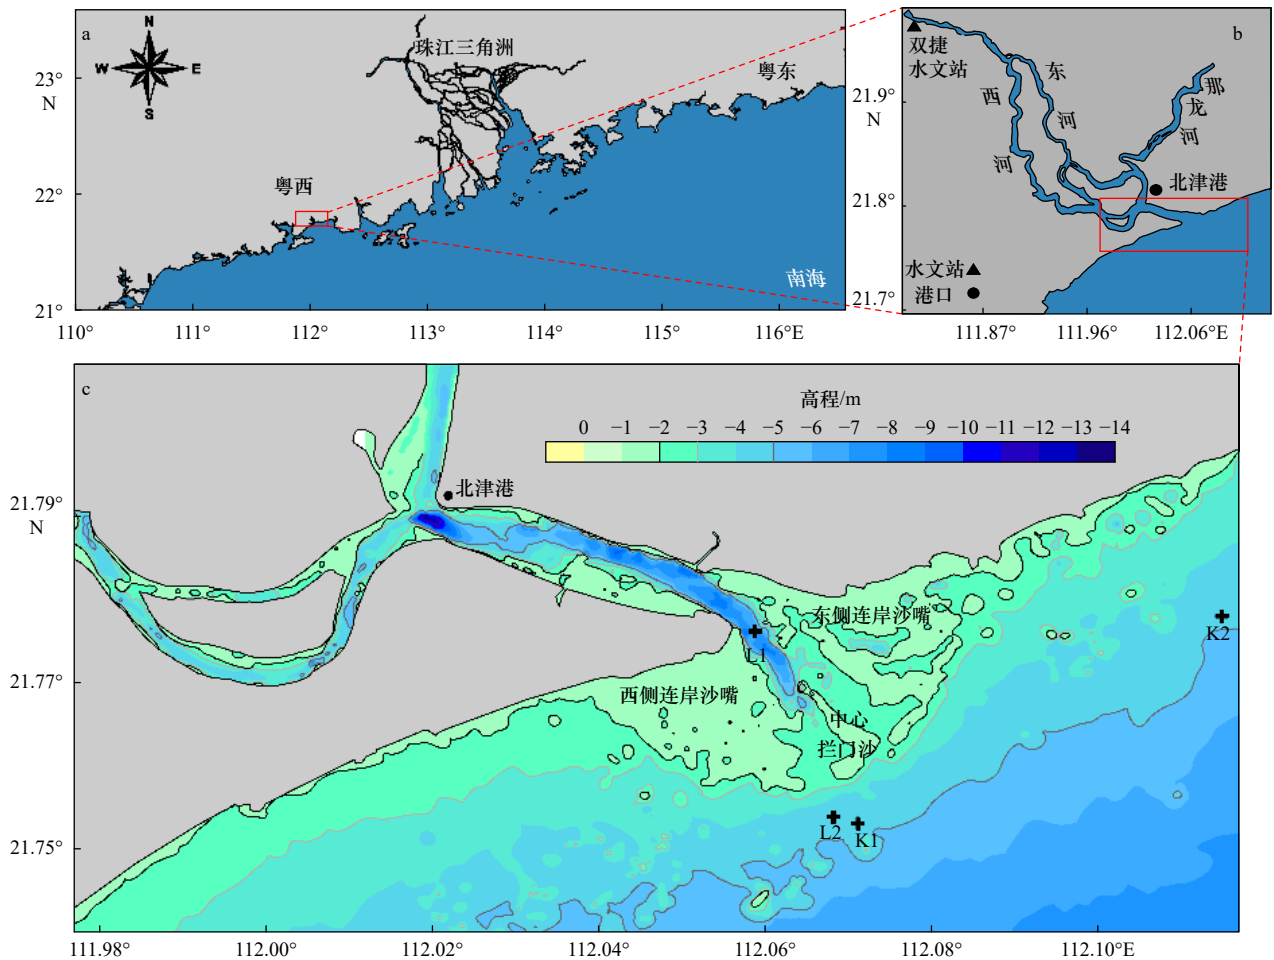 a
N
W
E
S
珠江三角洲
粤东
粤西
南海
23°
N
22°
21°
110°
111°
112°
113°
114°
115°
116°E
b
双捷
水文站
东
河
西
河
那
龙
河
北津港
水文站
港口
21.9°
N
21.8°
21.7°
111.87°
111.96°
112.06°E
c
高程/m
0 −1 −2 −3 −4 −5 −6 −7 −8 −9 −10 −11 −12 −13 −14
北津港
东侧连岸沙嘴
L1
K2
西侧连岸沙嘴
中心
拦门沙
L2
K1
21.79°
N
21.77°
21.75°
111.98°
112.00°
112.02°
112.04°
112.06°
112.08°
112.10°E